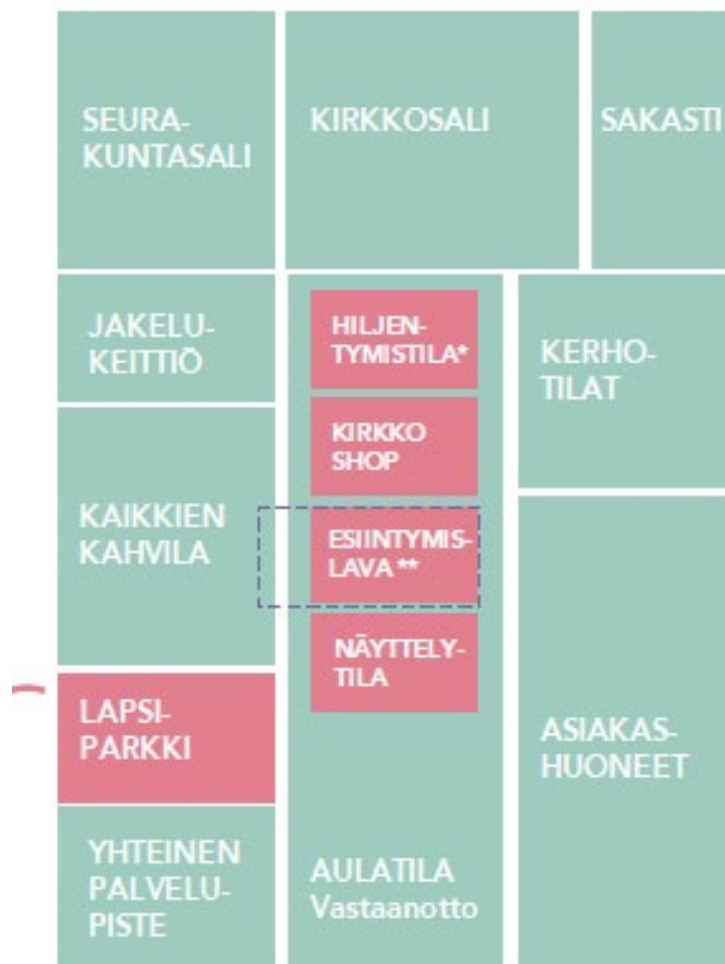 SEURA-
KUNTASALI
KIRKKOSALI
SAKASTI
JAKELU-
KEITTIÖ
HILJEN-
TYMISTILA*
KIRKKO
SHOP
ESIINTYMIS-
LAVA **
NÄYTTELY-
TILA
KERHO-
TILAT
KAIKKIEN
KAHVILA
LAPSI-
PARKKI
ASIAKAS-
HUONEET
YHTEINEN
PALVELU-
PISTE
AULATILA
Vastaanotto